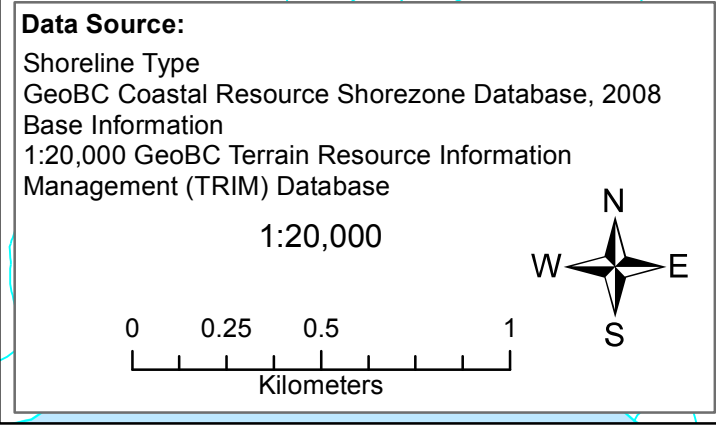 Data Source:
Shoreline Type
GeoBC Coastal Resource Shorezone Database, 2008
Base Information
1:20,000 GeoBC Terrain Resource Information
Management (TRIM) Database
1:20,000
N
W E
S
0 0.25 0.5 1
Kilometers